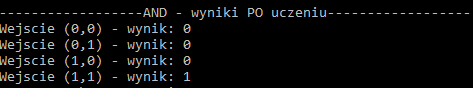 ------------------AND - wyniki PO uczeniu------------------
Wejscie (0,0) - wynik: 0
Wejscie (0,1) - wynik: 0
Wejscie (1,0) - wynik: 0
Wejscie (1,1) - wynik: 1